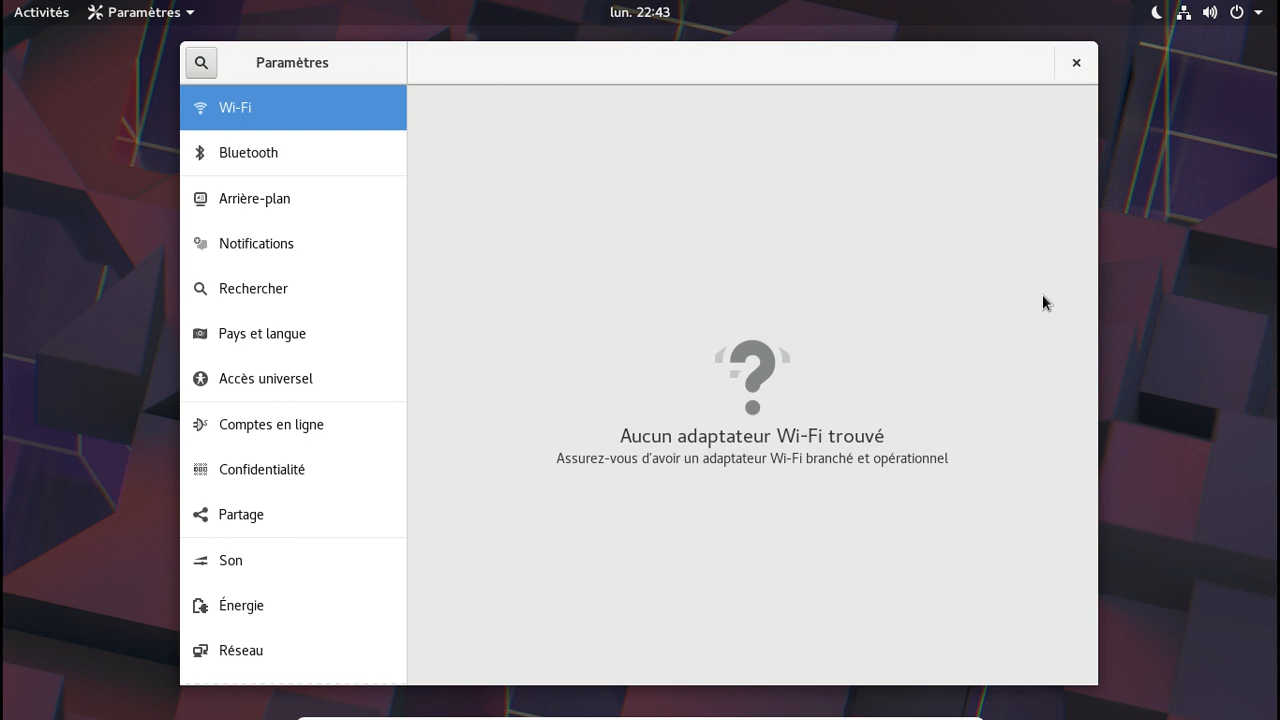 Activités
Paramètres
lun. 22:43
Paramètres
Wi-Fi
Bluetooth
Arrière-plan
Notifications
Rechercher
Pays et langue
Accès universel
Comptes en ligne
Confidentialité
Partage
Son
Énergie
Réseau
Aucun adaptateur Wi-Fi trouvé
Assurez-vous d'avoir un adaptateur Wi-Fi branché et opérationnel